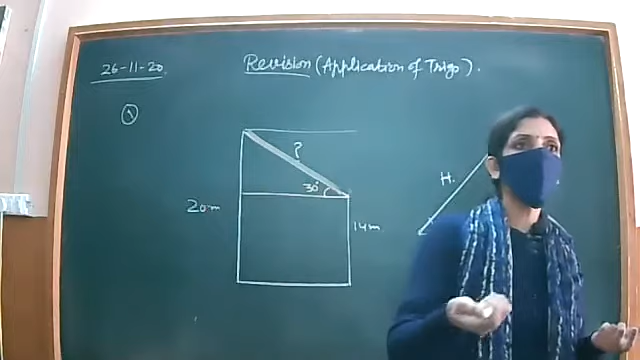 26-11-20
Revision (Application of Trigo).
1
?
30°
20m
14m
H.